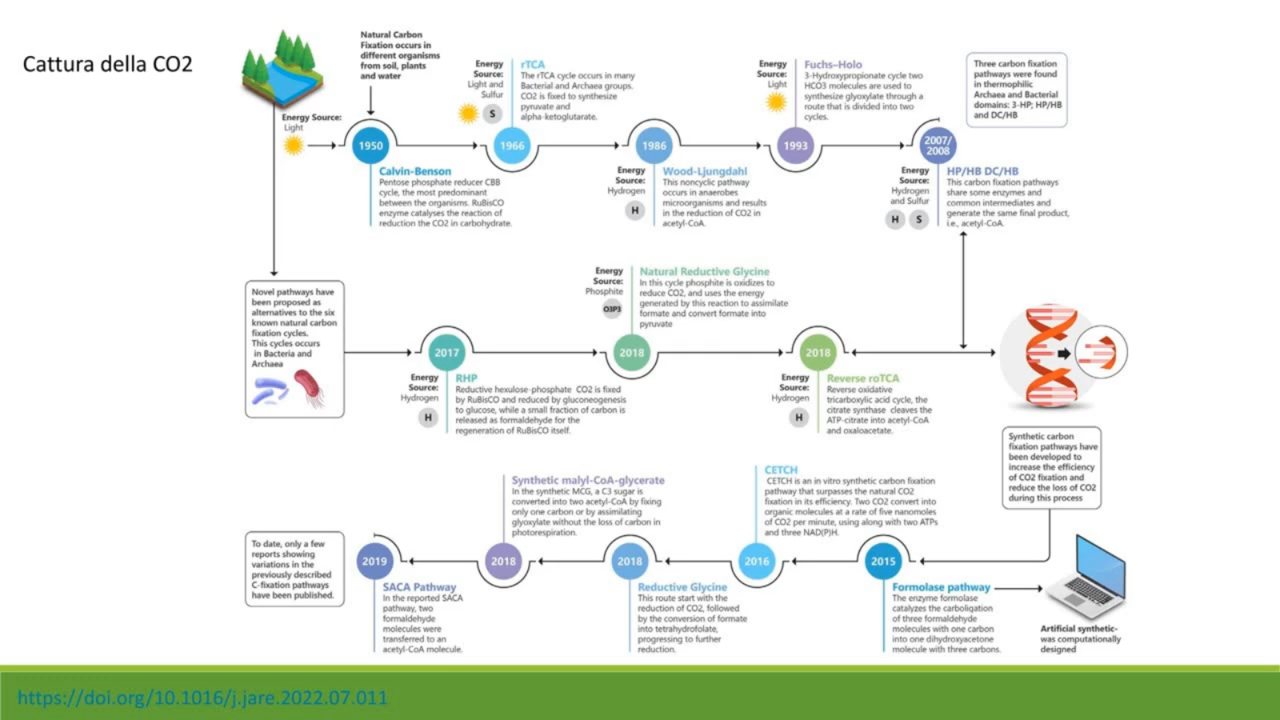 Cattura della CO2
Natural Carbon
Fixation occurs in
different organisms
from soil, plants
and water
Energy Source:
Light
1950
Calvin-Benson
Pentose phosphate reducer CBB
cycle, the most predominant
between the organisms. RuBisCO
enzyme catalyses the reaction of
reduction the CO2 in carbohydrate.
Energy
Source:
Light and
Sulfur
S
rTCA
The rTCA cycle occurs in many
Bacterial and Archaea groups.
CO2 is fixed to synthesize
pyruvate and
alpha-ketoglutarate.
1966
1986
Energy
Source:
Hydrogen
H
Wood-Ljungdahl
This noncyclic pathway
occurs in anaerobes
microorganisms and results
in the reduction of CO2 in
acetyl-CoA.
Energy
Source:
Light
Fuchs–Holo
3-Hydroxypropionate cycle two
HCO3 molecules are used to
synthesize glyoxylate through a
route that is divided into two
cycles.
1993
2007/
2008
Energy
Source:
Hydrogen
and Sulfur
H S
HP/HB DC/HB
This carbon fixation pathways
share some enzymes and
common intermediates and
generate the same final product,
i.e., acetyl-CoA.
Three carbon fixation
pathways were found
in thermophilic
Archaea and Bacterial
domains: 3-HP; HP/HB
and DC/HB
Novel pathways have
been proposed as
alternatives to the six
known natural carbon
fixation cycles.
This cycles occurs
in Bacteria and
Archaea
2017
Energy
Source:
Hydrogen
H
RHP
Reductive hexulose-phosphate CO2 is fixed
by RuBisCO and reduced by gluconeogenesis
to glucose, while a small fraction of carbon is
released as formaldehyde for the
regeneration of RuBisCO itself.
Energy
Source:
Phosphite
O3P3
Natural Reductive Glycine
In this cycle phosphite is oxidizes to
reduce CO2, and uses the energy
generated by this reaction to assimilate
formate and convert formate into
pyruvate
2018
2018
Energy
Source:
Hydrogen
H
Reverse roTCA
Reverse oxidative
tricarboxylic acid cycle, the
citrate synthase cleaves the
ATP-citrate into acetyl-CoA
and oxaloacetate.
Synthetic carbon
fixation pathways have
been developed to
increase the efficiency
of CO2 fixation and
reduce the loss of CO2
during this process
2015
Formolase pathway
The enzyme formolase
catalyzes the carboligation
of three formaldehyde
molecules with one carbon
into one dihydroxyacetone
molecule with three carbons.
Artificial synthetic-
was computationally
designed
CETCH
CETCH is an in vitro synthetic carbon fixation
pathway that surpasses the natural CO2
fixation in its efficiency. Two CO2 convert into
organic molecules at a rate of five nanomoles
of CO2 per minute, using along with two ATPs
and three NAD(P)H.
2016
2018
Reductive Glycine
This route start with the
reduction of CO2, followed
by the conversion of formate
into tetrahydrofolate,
progressing to further
reduction.
Synthetic malyl-CoA-glycerate
In the synthetic MCG, a C3 sugar is
converted into two acetyl-CoA by fixing
only one carbon or by assimilating
glyoxylate without the loss of carbon in
photorespiration.
2018
2019
SACA Pathway
In the reported SACA
pathway, two
formaldehyde
molecules were
transferred to an
acetyl-CoA molecule.
To date, only a few
reports showing
variations in the
previously described
C-fixation pathways
have been published.
https://doi.org/10.1016/j.jare.2022.07.011